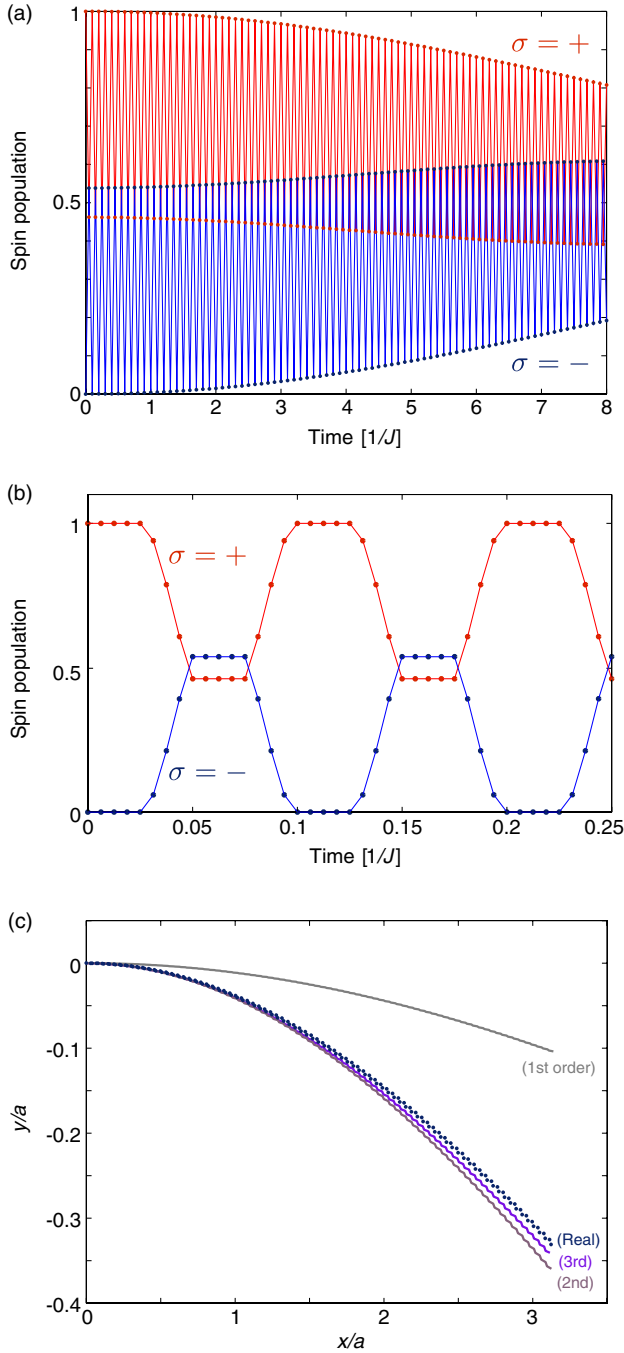 (a)
1
σ = +
Spin population
0.5
σ = −
0
0 1 2 3 4 5 6 7 8
Time [1/J]
(b)
1
σ = +
Spin population
0.5
σ = −
0
0 0.05 0.1 0.15 0.2 0.25
Time [1/J]
(c)
0
-0.1
(1st order)
y/a
-0.2
-0.3
(Real)
(3rd)
(2nd)
-0.4
0 1 2 3
x/a